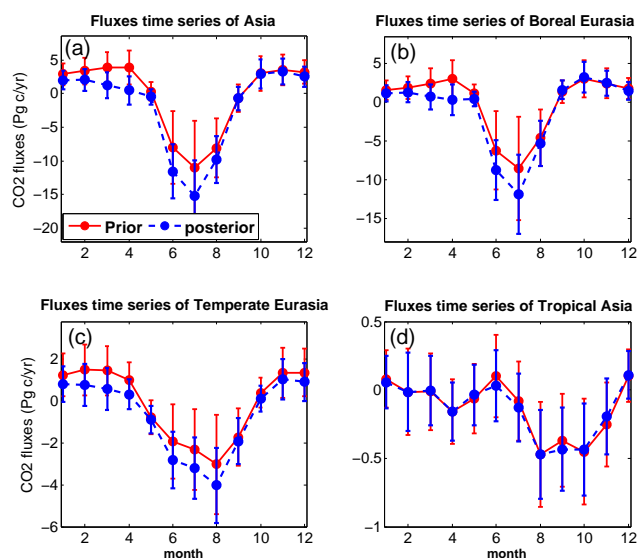 Fluxes time series of Asia
(a)
5
0
−5
−10
−15
−20
CO2 fluxes (Pg c/yr)
Prior
posterior
2 4 6 8 10 12
Fluxes time series of Boreal Eurasia
(b)
5
0
−5
−10
−15
2 4 6 8 10 12
Fluxes time series of Temperate Eurasia
(c)
4
2
0
−2
−4
−6
CO2 fluxes (Pg c/yr)
2 4 6 8 10 12
month
Fluxes time series of Tropical Asia
(d)
0.5
0
−0.5
−1
2 4 6 8 10 12
month